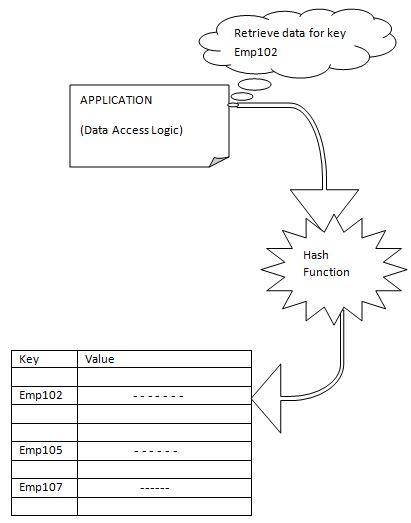 Retrieve data for key
Emp102
APPLICATION
(Data Access Logic)
Hash
Function
Key Value
Emp102 - - - - - - -
Emp105 - - - - - -
Emp107 ------